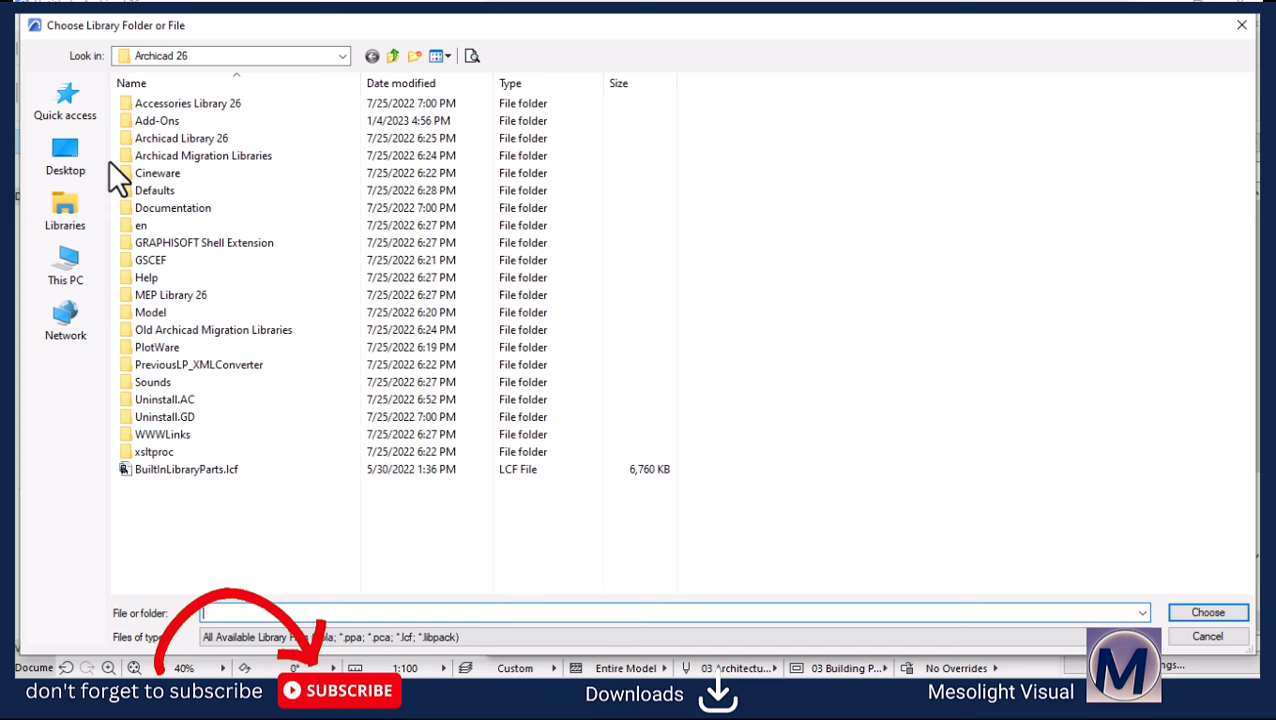 Choose Library Folder or File
Look in: Archicad 26
Name Date modified Type Size
Quick access
Desktop
Libraries
This PC
Network
Accessories Library 26 7/25/2022 7:00 PM File folder
Add-Ons 1/4/2023 4:56 PM File folder
Archicad Library 26 7/25/2022 6:25 PM File folder
Archicad Migration Libraries 7/25/2022 6:24 PM File folder
Cineware 7/25/2022 6:22 PM File folder
Defaults 7/25/2022 6:28 PM File folder
Documentation 7/25/2022 7:00 PM File folder
en 7/25/2022 6:27 PM File folder
GRAPHISOFT Shell Extension 7/25/2022 6:27 PM File folder
GSCEF 7/25/2022 6:21 PM File folder
Help 7/25/2022 6:27 PM File folder
MEP Library 26 7/25/2022 6:27 PM File folder
Model 7/25/2022 6:20 PM File folder
Old Archicad Migration Libraries 7/25/2022 6:24 PM File folder
PlotWare 7/25/2022 6:19 PM File folder
PreviousLP_XMLConverter 7/25/2022 6:22 PM File folder
Sounds 7/25/2022 6:27 PM File folder
Uninstall.AC 7/25/2022 6:52 PM File folder
Uninstall.GD 7/25/2022 7:00 PM File folder
WWWLinks 7/25/2022 6:27 PM File folder
xsltproc 7/25/2022 6:22 PM File folder
BuiltInLibraryParts.lcf 5/30/2022 1:36 PM LCF File 6,760 KB
File or folder: Choose
Files of type: All Available Library *.ppa; *.pca; *.lcf; *.libpack) Cancel
Docume 40% 0° 1:100 Custom Entire Model 03 Architectu... 03 Building P... No Overrides
don't forget to subscribe SUBSCRIBE Downloads Mesolight Visual M